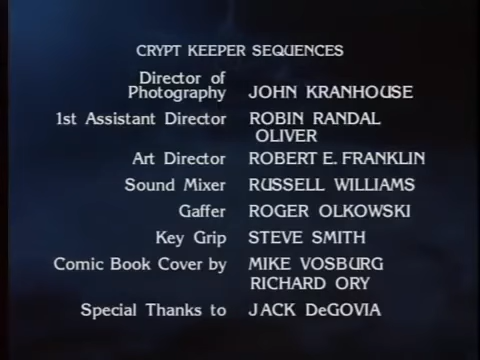 CRYPT KEEPER SEQUENCES
Director of
Photography JOHN KRANHOUSE
1st Assistant Director ROBIN RANDAL
OLIVER
Art Director ROBERT E. FRANKLIN
Sound Mixer RUSSELL WILLIAMS
Gaffer ROGER OLKOWSKI
Key Grip STEVE SMITH
Comic Book Cover by MIKE VOSBURG
RICHARD ORY
Special Thanks to JACK DeGOVIA